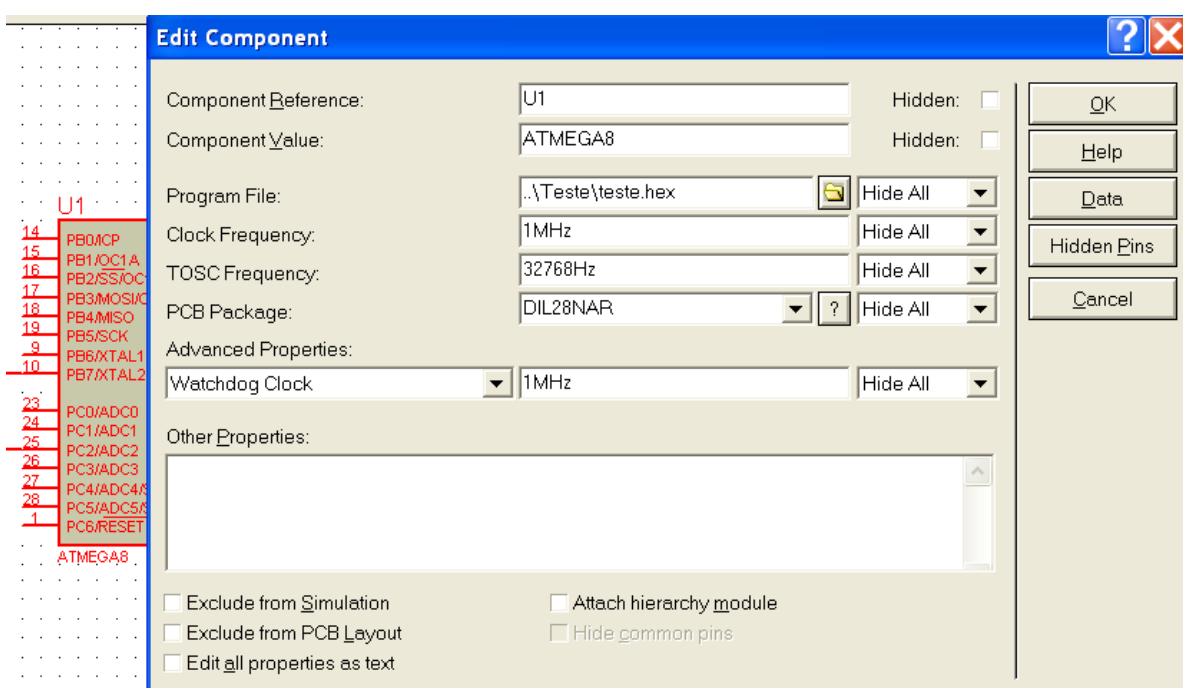 Edit Component
Component Reference: U1 Hidden:
Component Value: ATMEGA8 Hidden:
Program File: ..\Teste\teste.hex Hide All
Clock Frequency: 1MHz Hide All
TOSC Frequency: 32768Hz Hide All
PCB Package: DIL28NAR ? Hide All
Advanced Properties:
Watchdog Clock 1MHz Hide All
Other Properties:
Exclude from Simulation Attach hierarchy module
Exclude from PCB Layout Hide common pins
Edit all properties as text
OK
Help
Data
Hidden Pins
Cancel
U1
14 PB0/ICP
15 PB1/OC1A
16 PB2/SS/OC
17 PB3/MOSI/O
18 PB4/MISO
19 PB5/SCK
9 PB6/XTAL1
10 PB7/XTAL2
23 PC0/ADC0
24 PC1/ADC1
25 PC2/ADC2
26 PC3/ADC3
27 PC4/ADC4/S
28 PC5/ADC5/S
1 PC6/RESET
ATMEGA8